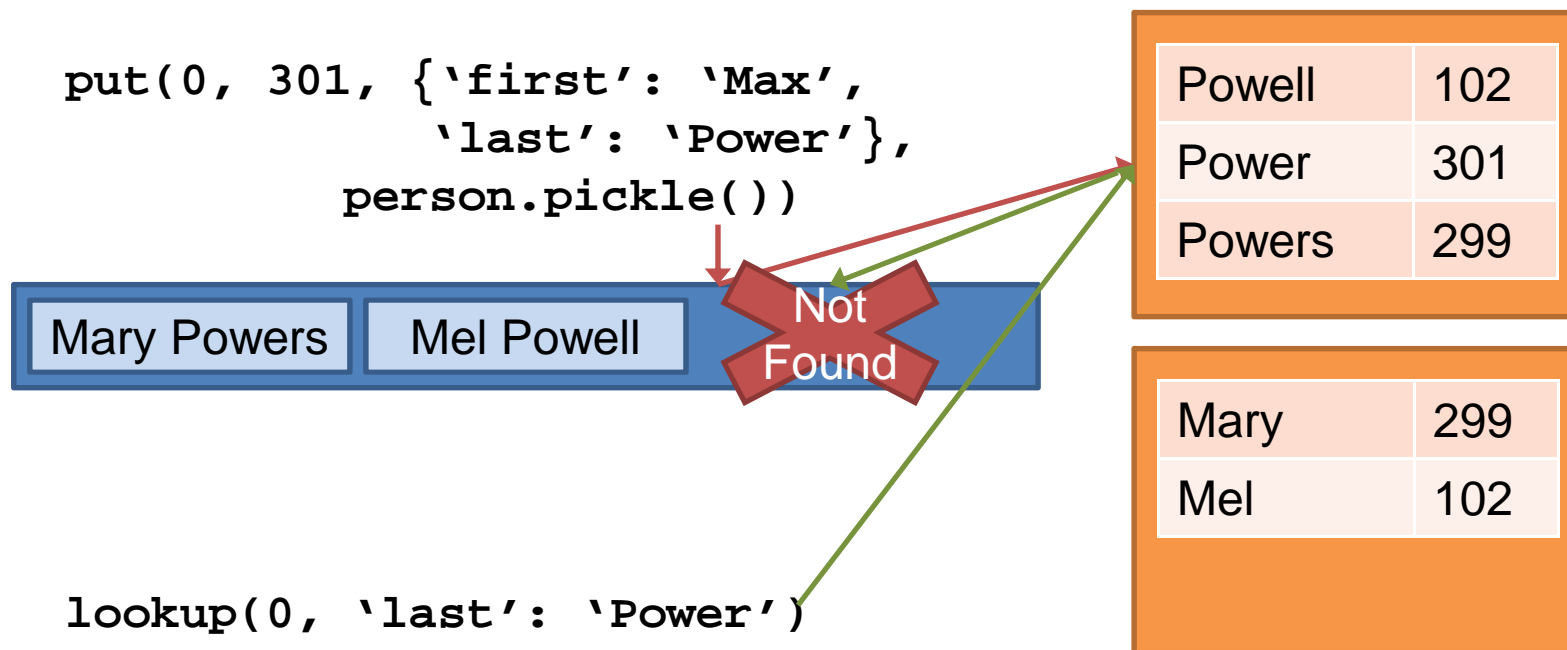 put(0, 301, {‘first’: ‘Max’,
‘last’: ‘Power’},
person.pickle())
Mary Powers
Mel Powell
Not
Found
lookup(0, ‘last’: ‘Power’)
Powell 102
Power 301
Powers 299
Mary 299
Mel 102